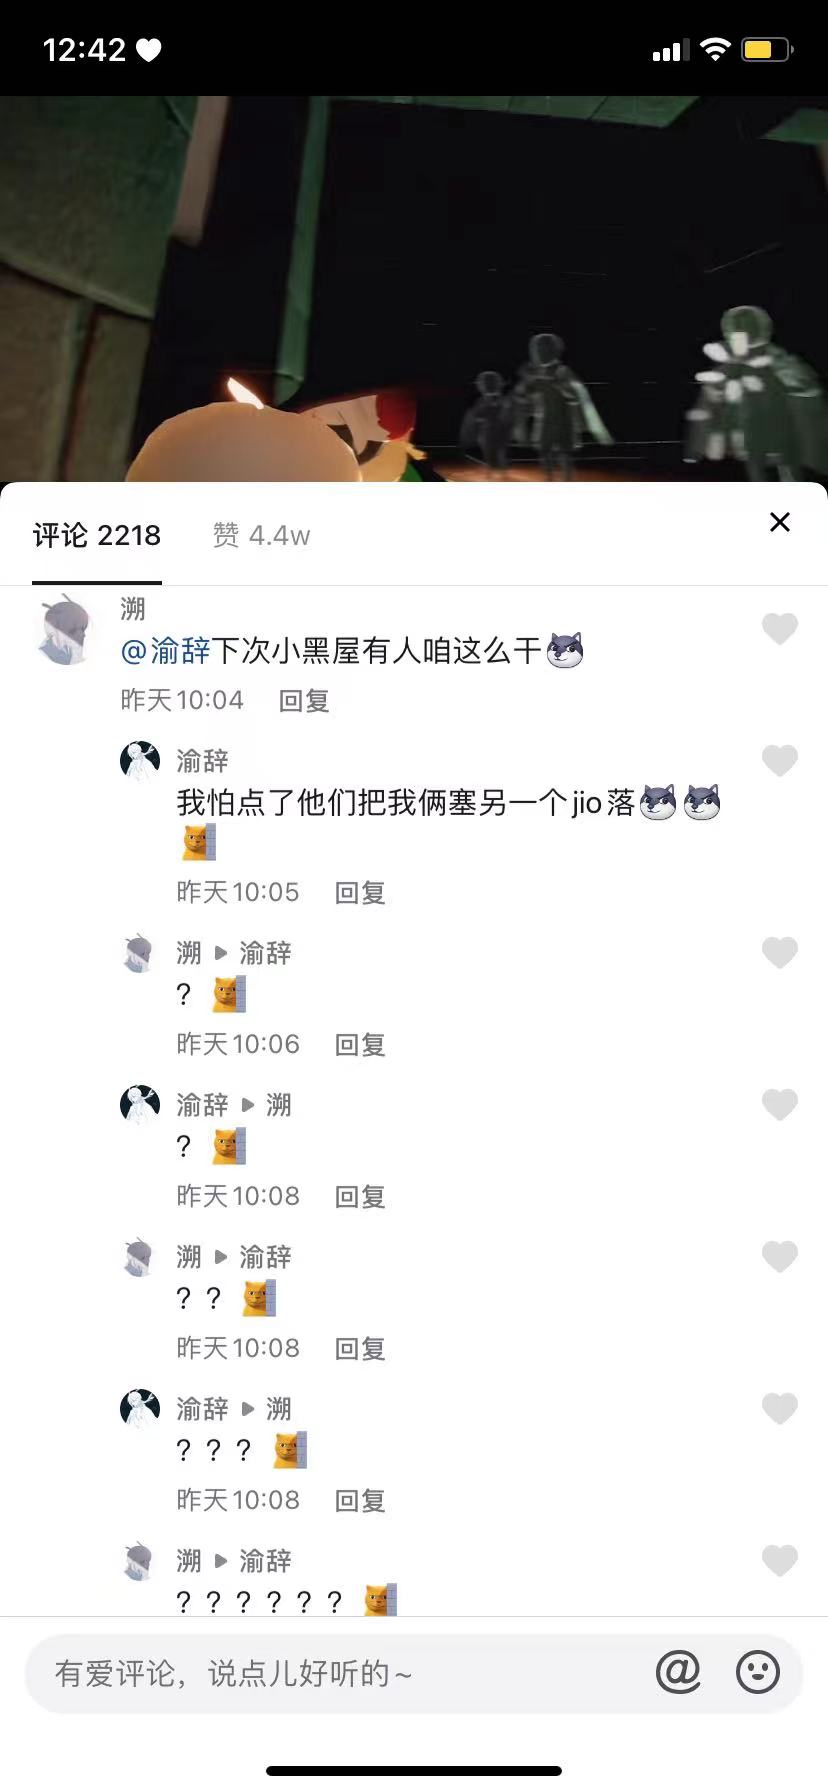 12:42
评论 2218
赞 4.4w
溯
@渝辞下次小黑屋有人咱这么干
昨天10:04 回复
渝辞
我怕点了他们把我俩塞另一个jio落
昨天10:05 回复
溯 ▶ 渝辞
？
昨天10:06 回复
渝辞 ▶ 溯
？
昨天10:08 回复
溯 ▶ 渝辞
？？
昨天10:08 回复
渝辞 ▶ 溯
？？？
昨天10:08 回复
溯 ▶ 渝辞
？？？？？？
有爱评论，说点儿好听的~